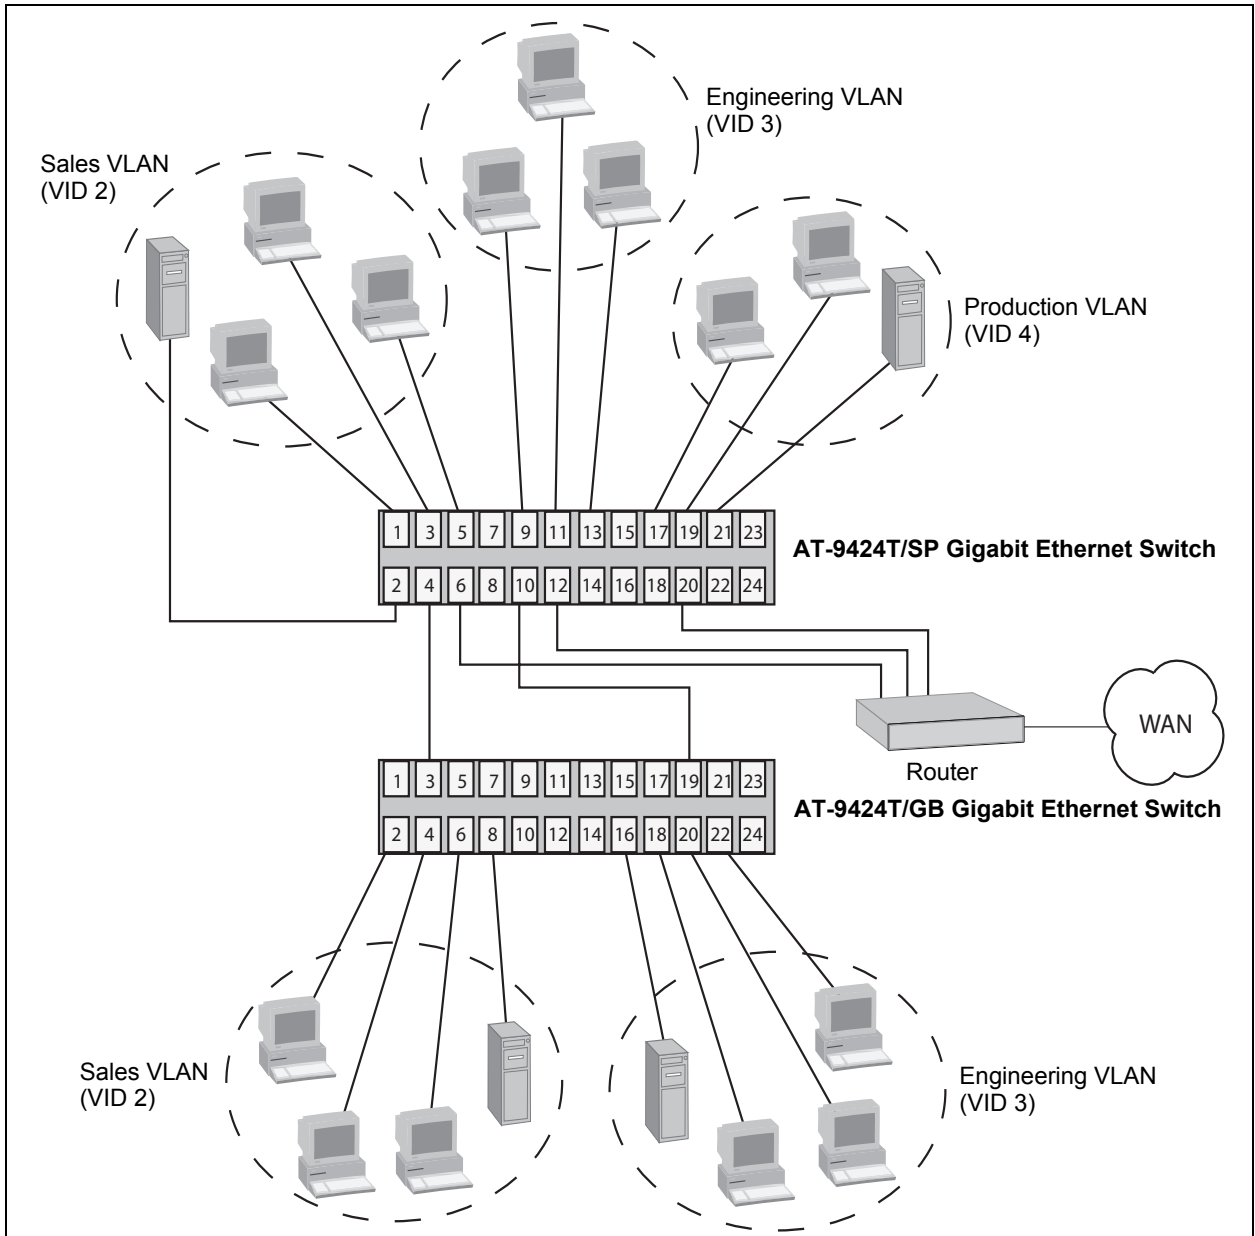 Engineering VLAN
(VID 3)
Sales VLAN
(VID 2)
Production VLAN
(VID 4)
1 3 5 7 9 11 13 15 17 19 21 23
AT-9424T/SP Gigabit Ethernet Switch
2 4 6 8 10 12 14 16 18 20 22 24
WAN
Router
1 3 5 7 9 11 13 15 17 19 21 23
AT-9424T/GB Gigabit Ethernet Switch
2 4 6 8 10 12 14 16 18 20 22 24
Sales VLAN
(VID 2)
Engineering VLAN
(VID 3)